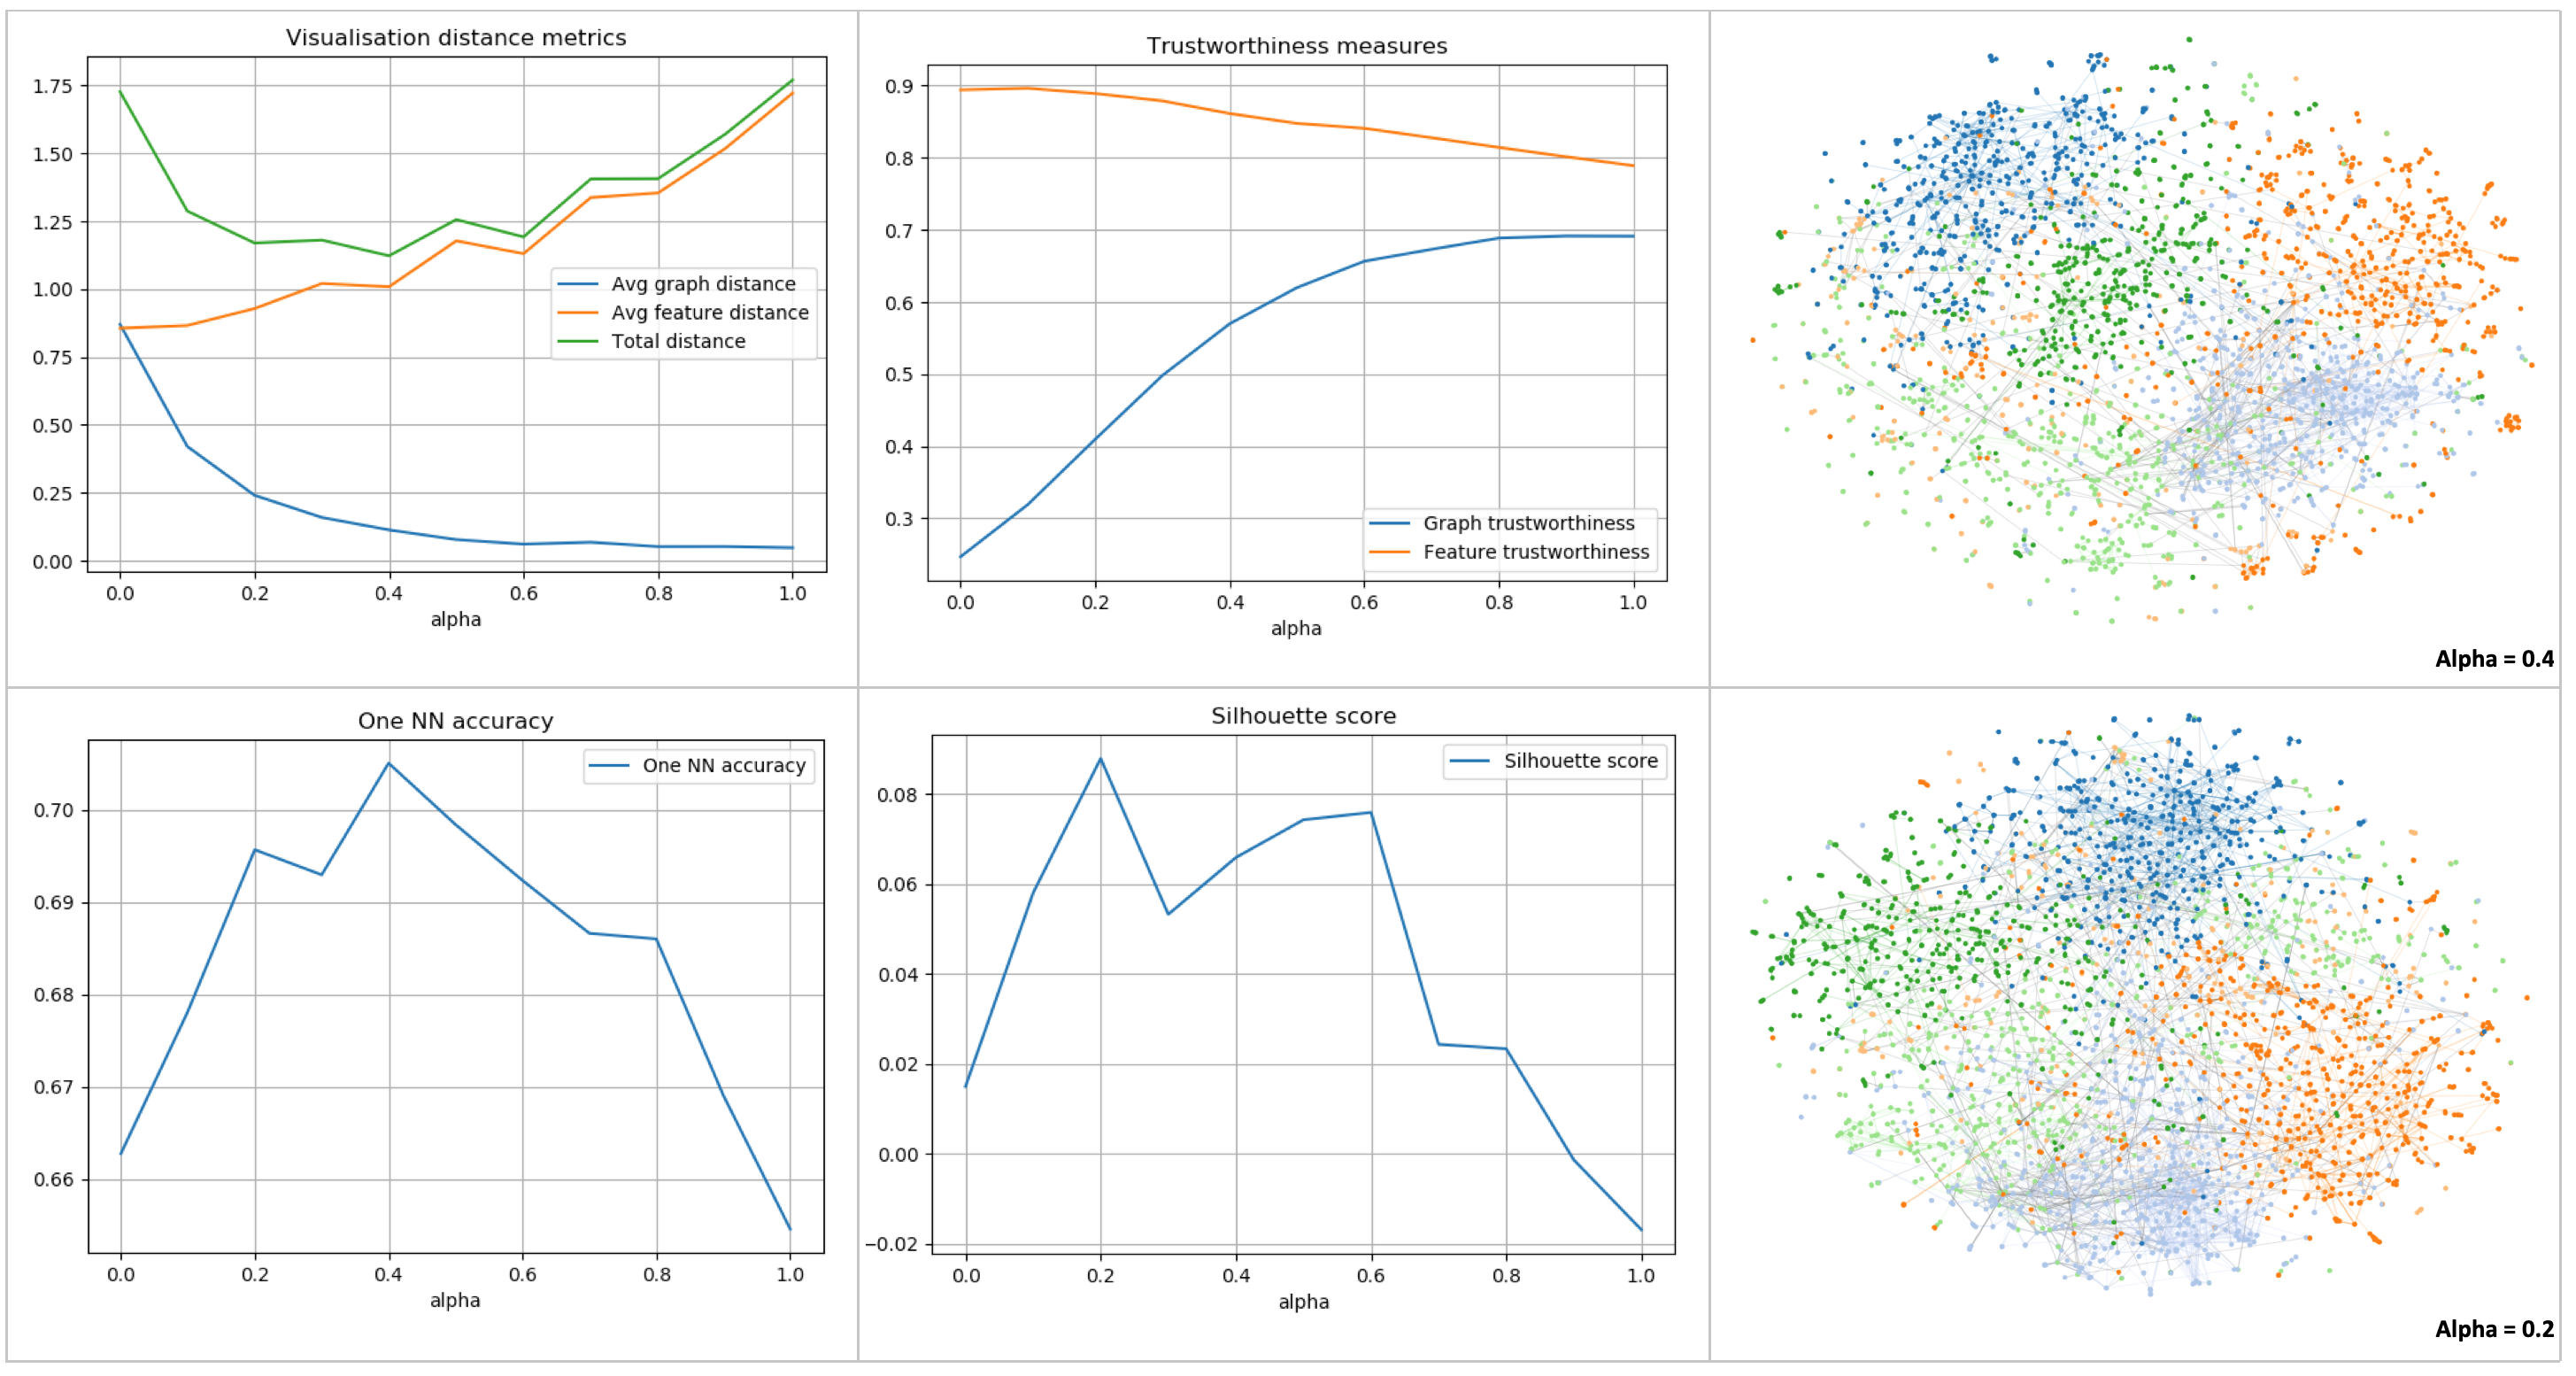 Visualisation distance metrics
1.75
1.50
1.25
1.00
0.75
0.50
0.25
0.00
Avg graph distance
Avg feature distance
Total distance
0.0 0.2 0.4 0.6 0.8 1.0
alpha
Trustworthiness measures
0.9
0.8
0.7
0.6
0.5
0.4
0.3
Graph trustworthiness
Feature trustworthiness
0.0 0.2 0.4 0.6 0.8 1.0
alpha
Alpha = 0.4
One NN accuracy
One NN accuracy
0.70
0.69
0.68
0.67
0.66
0.0 0.2 0.4 0.6 0.8 1.0
alpha
Silhouette score
Silhouette score
0.08
0.06
0.04
0.02
0.00
−0.02
0.0 0.2 0.4 0.6 0.8 1.0
alpha
Alpha = 0.2